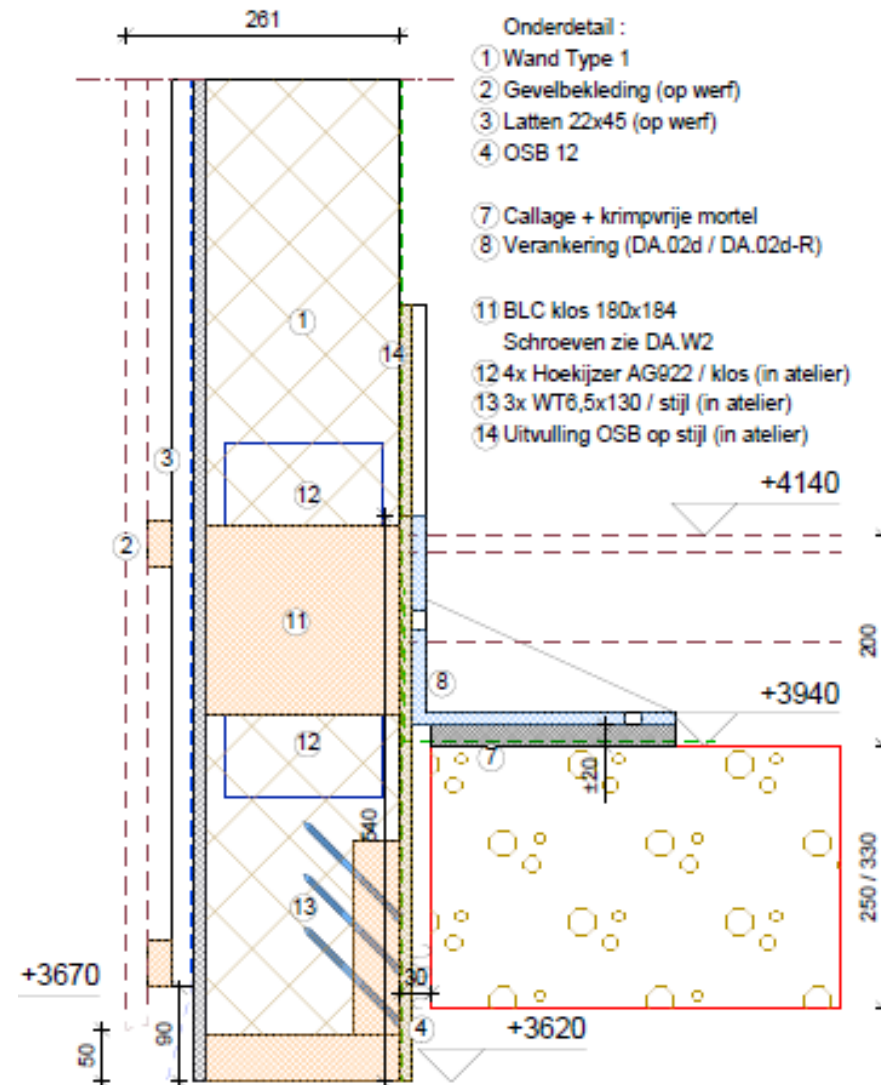 261
Onderdetail :
1 Wand Type 1
2 Gevelbekleding (op werf)
3 Latten 22x45 (op werf)
4 OSB 12
7 Callage + krimpvrije mortel
8 Verankering (DA.02d / DA.02d-R)
11 BLC klos 180x184
Schroeven zie DA.W2
12 4x Hoekijzer AG922 / klos (in atelier)
13 3x WT6,5x130 / stijl (in atelier)
14 Uitvulling OSB op stijl (in atelier)
1
14
3
12
+4140
2
11
200
8
+3940
12
7
±20
540
13
250 / 330
+3670
30
4
+3620
90
50